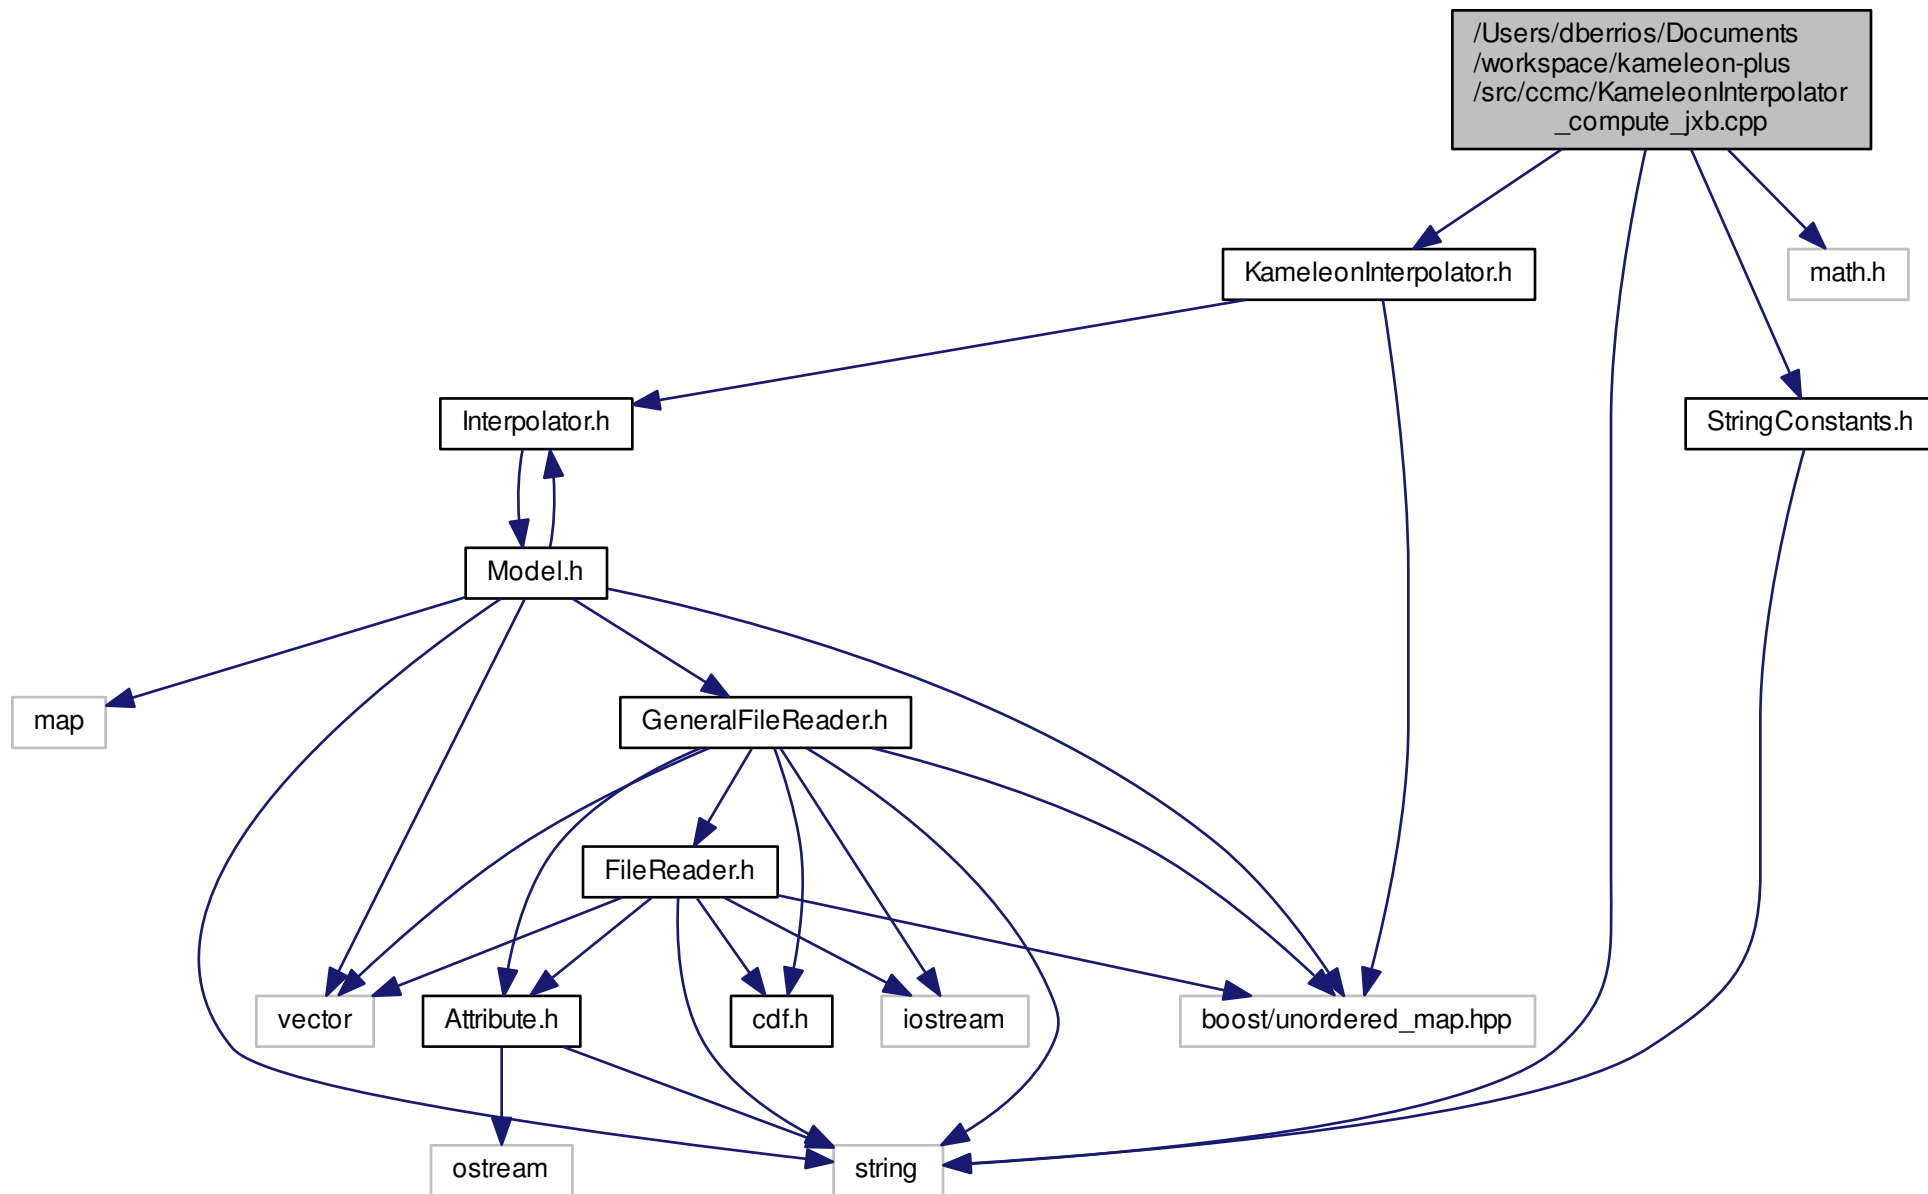 /Users/dberrios/Documents
/workspace/kameleon-plus
/src/ccmc/KameleonInterpolator
_compute_jxb.cpp
KameleonInterpolator.h
math.h
Interpolator.h
StringConstants.h
Model.h
map
GeneralFileReader.h
FileReader.h
vector
Attribute.h
cdf.h
iostream
boost/unordered_map.hpp
ostream
string